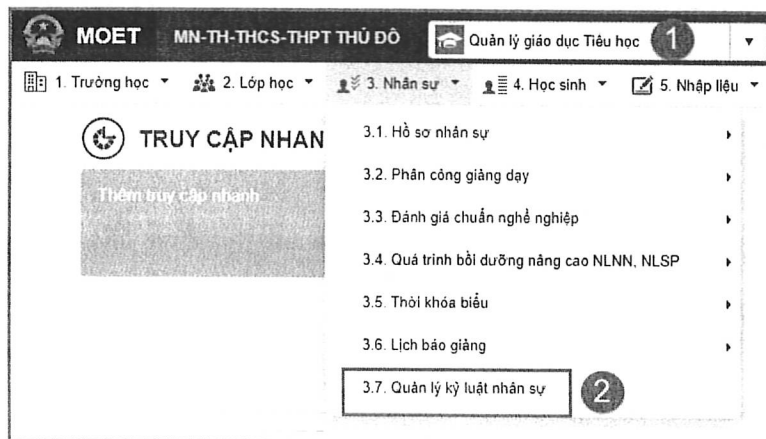 MOET MN-TH-THCS-THPT THỦ ĐÔ Quản lý giáo dục Tiểu học 1
1. Trường học 2. Lớp học 3. Nhân sự 4. Học sinh 5. Nhập liệu
TRUY CẬP NHAN
Thêm truy cập nhanh
3.1. Hồ sơ nhân sự
3.2. Phân công giảng dạy
3.3. Đánh giá chuẩn nghề nghiệp
3.4. Quá trình bồi dưỡng nâng cao NLNN, NLSP
3.5. Thời khóa biểu
3.6. Lịch báo giảng
3.7. Quản lý kỷ luật nhân sự 2